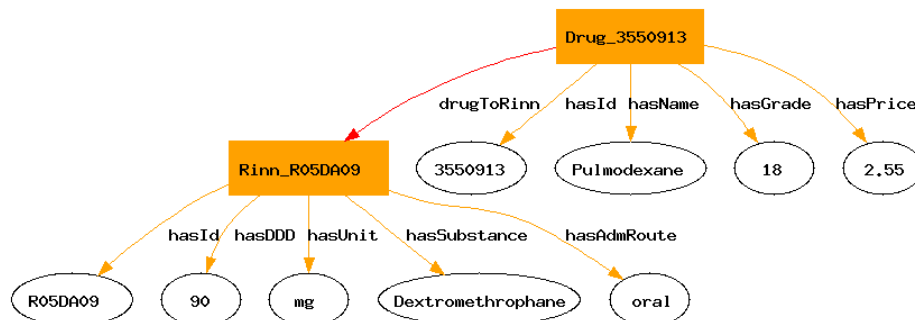 Drug_3550913
drugToRinn hasId hasName hasGrade hasPrice
Rinn_R05DA09 3550913 Pulmodexane 18 2.55
hasId hasDDD hasUnit hasSubstance hasAdmRoute
R05DA09 90 mg Dextromethrophane oral